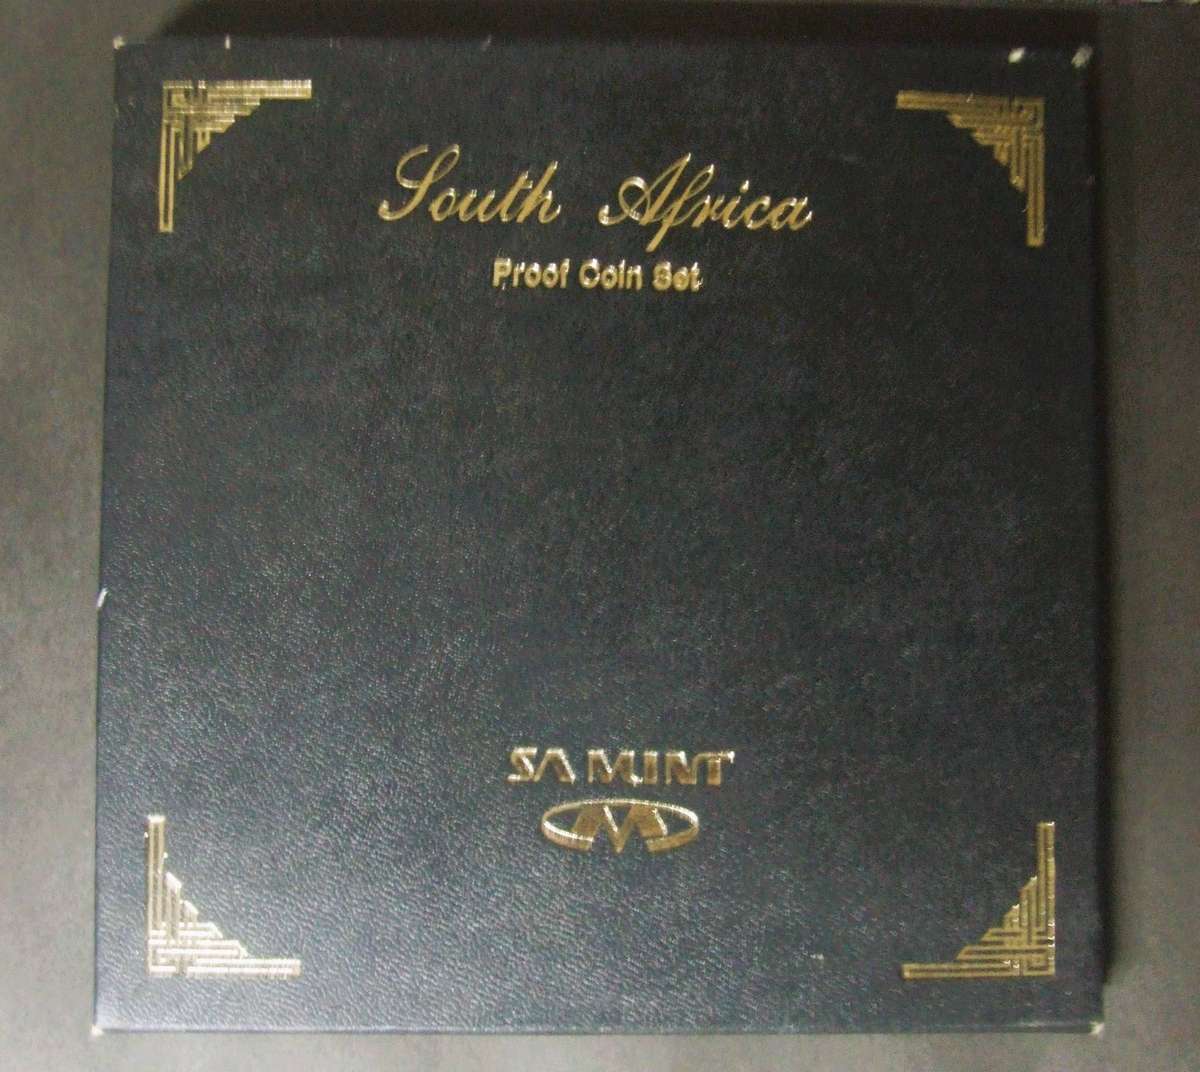 South Africa
Proof Coin Set
SA MINT
M